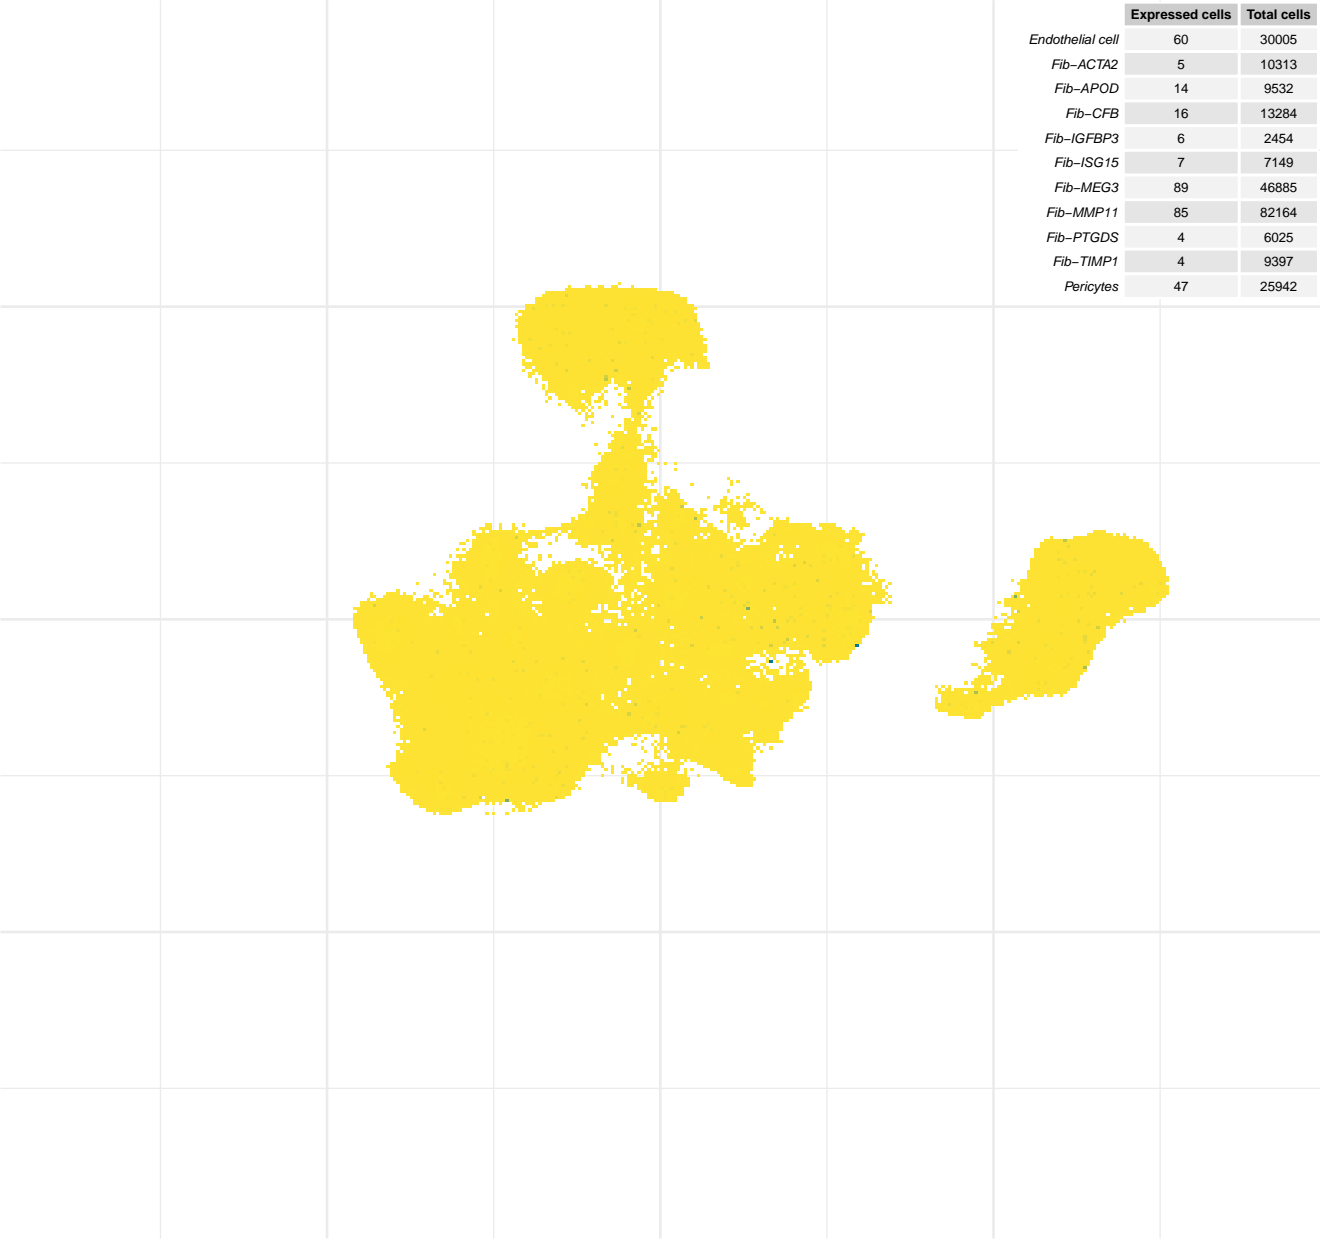 Expressed cells Total cells
Endothelial cell 60 30005
Fib−ACTA2 5 10313
Fib−APOD 14 9532
Fib−CFB 16 13284
Fib−IGFBP3 6 2454
Fib−ISG15 7 7149
Fib−MEG3 89 46885
Fib−MMP11 85 82164
Fib−PTGDS 4 6025
Fib−TIMP1 4 9397
Pericytes 47 25942